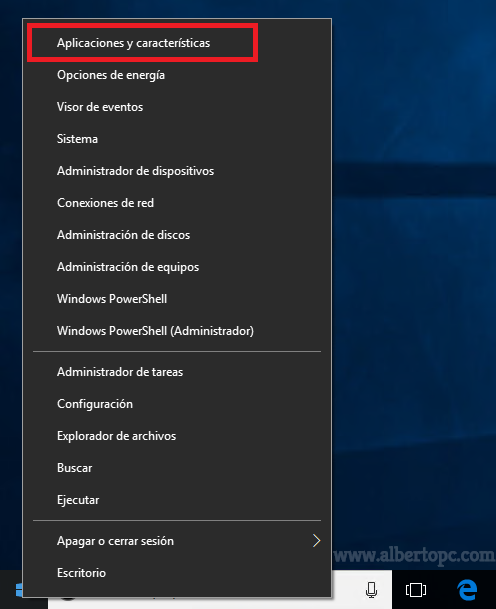 Aplicaciones y características
Opciones de energía
Visor de eventos
Sistema
Administrador de dispositivos
Conexiones de red
Administración de discos
Administración de equipos
Windows PowerShell
Windows PowerShell (Administrador)
Administrador de tareas
Configuración
Explorador de archivos
Buscar
Ejecutar
Apagar o cerrar sesión
Escritorio
www.albertopc.com